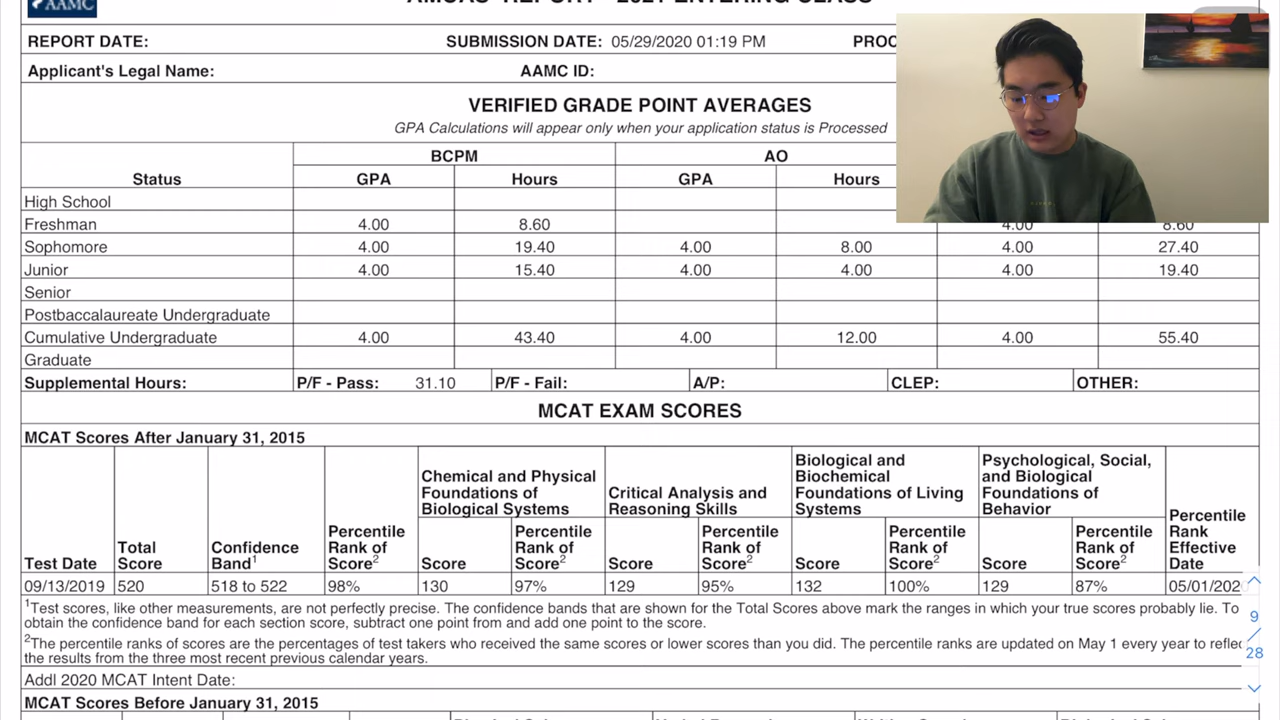 AAMC
AMCAS REPORT - 2021 ENTERING CLASS
REPORT DATE: SUBMISSION DATE: 05/29/2020 01:19 PM PROC
Applicant's Legal Name: AAMC ID:
VERIFIED GRADE POINT AVERAGES
GPA Calculations will appear only when your application status is Processed
BCPM AO
Status GPA Hours GPA Hours
High School
Freshman 4.00 8.60 4.00 8.60
Sophomore 4.00 19.40 4.00 8.00 4.00 27.40
Junior 4.00 15.40 4.00 4.00 4.00 19.40
Senior
Postbaccalaureate Undergraduate
Cumulative Undergraduate 4.00 43.40 4.00 12.00 4.00 55.40
Graduate
Supplemental Hours: P/F - Pass: 31.10 P/F - Fail: A/P: CLEP: OTHER:
MCAT EXAM SCORES
MCAT Scores After January 31, 2015
Test Date
Total
Score
Confidence
Band1
Percentile
Rank of
Score2
Chemical and Physical
Foundations of
Biological Systems
Score
Percentile
Rank of
Score2
Critical Analysis and
Reasoning Skills
Score
Percentile
Rank of
Score2
Biological and
Biochemical
Foundations of Living
Systems
Score
Percentile
Rank of
Score2
Psychological, Social,
and Biological
Foundations of
Behavior
Score
Percentile
Rank of
Score2
Percentile
Rank
Effective
Date
09/13/2019 520 518 to 522 98% 130 97% 129 95% 132 100% 129 87% 05/01/202
1Test scores, like other measurements, are not perfectly precise. The confidence bands that are shown for the Total Scores above mark the ranges in which your true scores probably lie. To
obtain the confidence band for each section score, subtract one point from and add one point to the score.
2The percentile ranks of scores are the percentages of test takers who received the same scores or lower scores than you did. The percentile ranks are updated on May 1 every year to reflec
the results from the three most recent previous calendar years.
Addl 2020 MCAT Intent Date:
MCAT Scores Before January 31, 2015
9
/
28